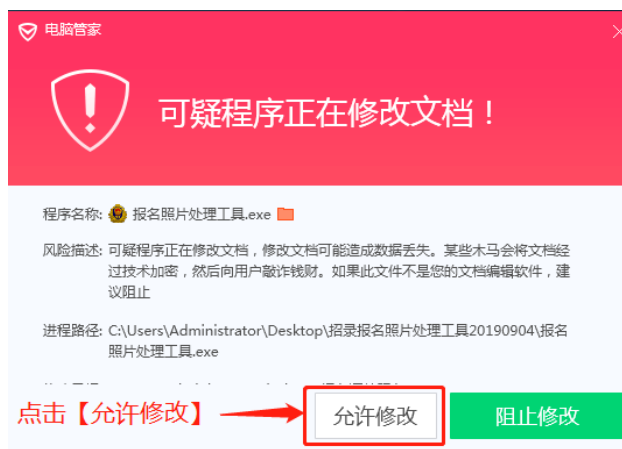 电脑管家
可疑程序正在修改文档！
程序名称: 报名照片处理工具.exe
风险描述: 可疑程序正在修改文档，修改文档可能造成数据丢失。某些木马会将文档经
过技术加密，然后向用户敲诈钱财。如果此文件不是您的文档编辑软件，建
议阻止
进程路径: C:\Users\Administrator\Desktop\招录报名照片处理工具20190904\报名
照片处理工具.exe
点击【允许修改】 允许修改 阻止修改